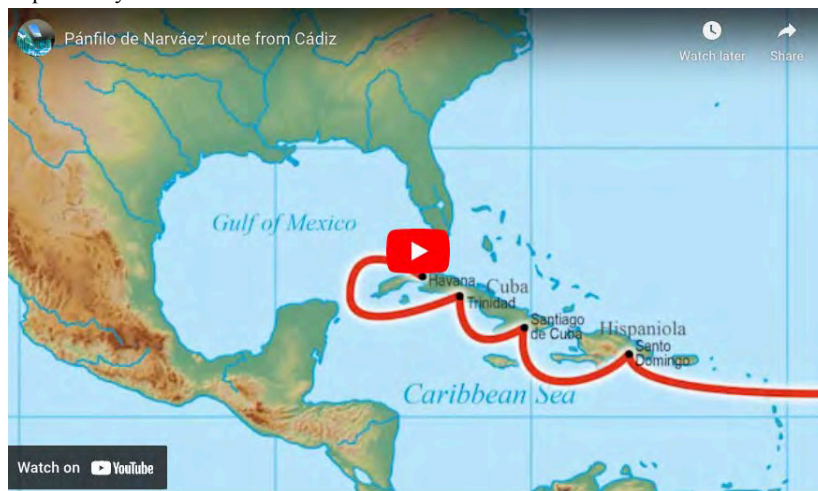 Pánfilo de Narváez' route from Cádiz
Watch later
Share
Gulf of Mexico
Havana
Cuba
Trinidad
Santiago
de Cuba
Hispaniola
Santo
Domingo
Caribbean Sea
Watch on YouTube